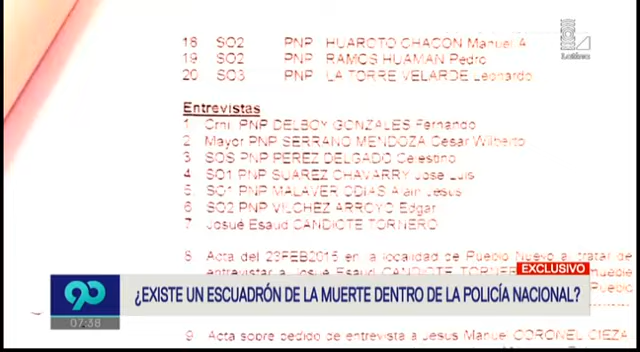 18 SO2 PNP HUAROTO CHACON Manuel A.
19 SO2 PNP RAMOS HUAMAN Pedro
20 SO3 PNP LA TORRE VELARDE Leonardo
Latina
Entrevistas
1 Crnl. PNP DELBOY GONZALES Fernando
2 Mayor PNP SERRANO MENDOZA Cesar Wilberto
3 SOS PNP PEREZ DELGADO Celestino
4 SO1 PNP SUAREZ CHAVARRY Jose Luis
5. SO1 PNP MALAVER ODIAS Alain Jesus
6 SO2 PNP VILCHEZ ARROYO Edgar
7 Josué Esaud CANDIOTE TORNERO
8. Acta del 23FEB2015 en la localidad de Pueblo Nuevo al tratar de
entrevistar a Josue Esaud CANDIOTE
EXCLUSIVO
90
¿EXISTE UN ESCUADRÓN DE LA MUERTE DENTRO DE LA POLICÍA NACIONAL?
07:38
9. Acta sobre pedido de entrevista a Jesus Manuel CORONEL CIEZA